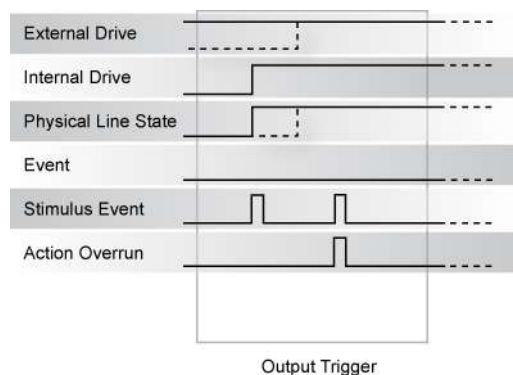 External Drive
Internal Drive
Physical Line State
Event
Stimulus Event
Action Overrun
Output Trigger